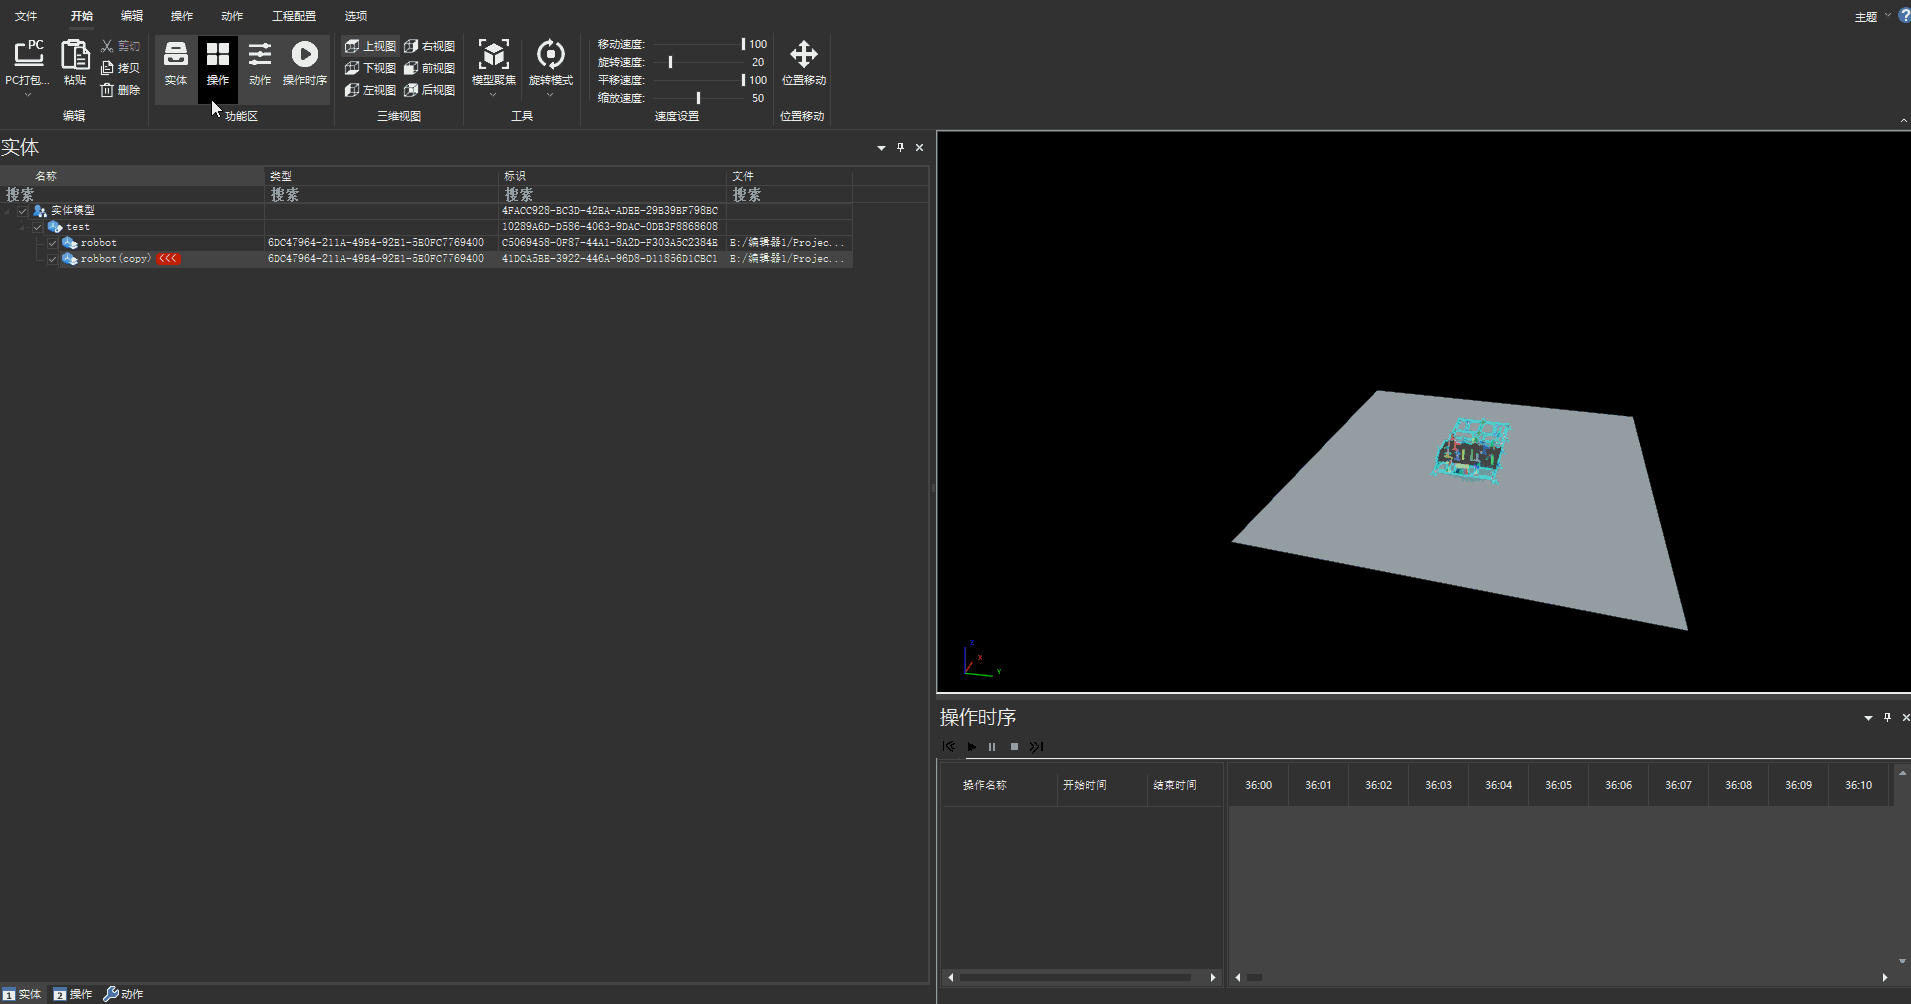 文件 开始 编辑 操作 动作 工程配置 选项 主题
PC PC打包... 粘贴 剪切 拷贝 删除 编辑
实体 操作 动作 操作时序 功能区
上视图 右视图
下视图 前视图
左视图 后视图
三维视图
模型聚焦 旋转模式 工具
移动速度: 100
旋转速度: 20
平移速度: 100
缩放速度: 50
速度设置
位置移动
位置移动
实体
名称 类型 标识 文件
搜索 搜索 搜索 搜索
实体模型 4FACC928-BC3D-42EA-ADEE-29B39BF798BC
test 10289A6D-D586-4063-9DAC-0DB3F8868608
robbot 6DC47964-211A-49B4-92E1-5E0FC7769400 C5069458-0F87-44A1-8A2D-F303A5C2384E E:/编辑器1/Projec...
robbot(copy) <<< 6DC47964-211A-49B4-92E1-5E0FC7769400 41DCA5BE-3922-446A-96D8-D11856D1CBC1 E:/编辑器1/Projec...
Z
X
Y
操作时序
操作名称 开始时间 结束时间 36:00 36:01 36:02 36:03 36:04 36:05 36:06 36:07 36:08 36:09 36:10
1 实体 2 操作 动作